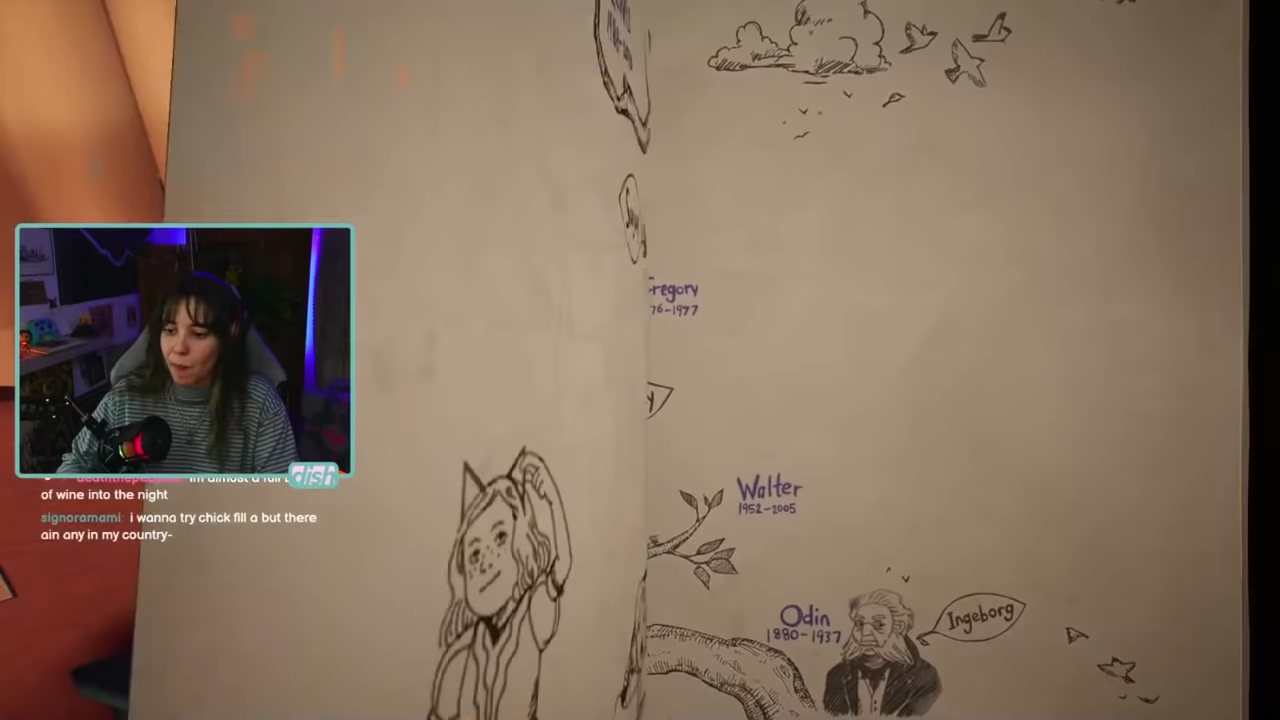 Gregory
76-1977
Walter
1952-2005
Odin
1880-1937
Ingeborg
dish
of wine into the night
signoramami: i wanna try chick fill a but there
ain any in my country-